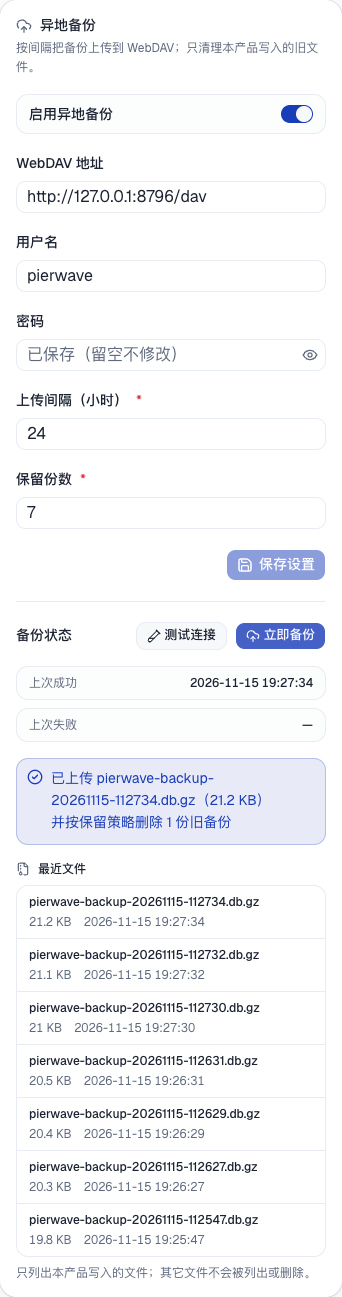 异地备份
按间隔把备份上传到 WebDAV；只清理本产品写入的旧文
件。
启用异地备份
WebDAV 地址
http://127.0.0.1:8796/dav
用户名
pierwave
密码
已保存（留空不修改）
上传间隔（小时） *
24
保留份数 *
7
保存设置
备份状态 测试连接 立即备份
上次成功 2026-11-15 19:27:34
上次失败 —
已上传 pierwave-backup-
20261115-112734.db.gz（21.2 KB）
并按保留策略删除 1 份旧备份
最近文件
pierwave-backup-20261115-112734.db.gz
21.2 KB 2026-11-15 19:27:34
pierwave-backup-20261115-112732.db.gz
21.1 KB 2026-11-15 19:27:32
pierwave-backup-20261115-112730.db.gz
21 KB 2026-11-15 19:27:30
pierwave-backup-20261115-112631.db.gz
20.5 KB 2026-11-15 19:26:31
pierwave-backup-20261115-112629.db.gz
20.4 KB 2026-11-15 19:26:29
pierwave-backup-20261115-112627.db.gz
20.3 KB 2026-11-15 19:26:27
pierwave-backup-20261115-112547.db.gz
19.8 KB 2026-11-15 19:25:47
只列出本产品写入的文件；其它文件不会被列出或删除。